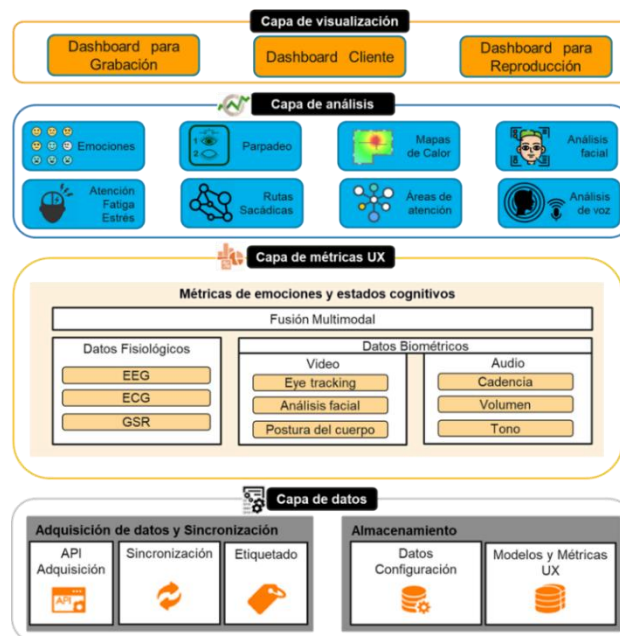 Capa de visualización
Dashboard para
Grabación
Dashboard Cliente
Dashboard para
Reproducción
Capa de análisis
Emociones
1
2
Parpadeo
Mapas
de Calor
Análisis
facial
Atención
Fatiga
Estrés
Rutas
Sacádicas
Áreas de
atención
Análisis
de voz
Capa de métricas UX
Métricas de emociones y estados cognitivos
Fusión Multimodal
Datos Fisiológicos
EEG
ECG
GSR
Datos Biométricos
Video
Eye tracking
Análisis facial
Postura del cuerpo
Audio
Cadencia
Volumen
Tono
Capa de datos
Adquisición de datos y Sincronización
API
Adquisición
API
Sincronización
Etiquetado
Almacenamiento
Datos
Configuración
Modelos y Métricas
UX